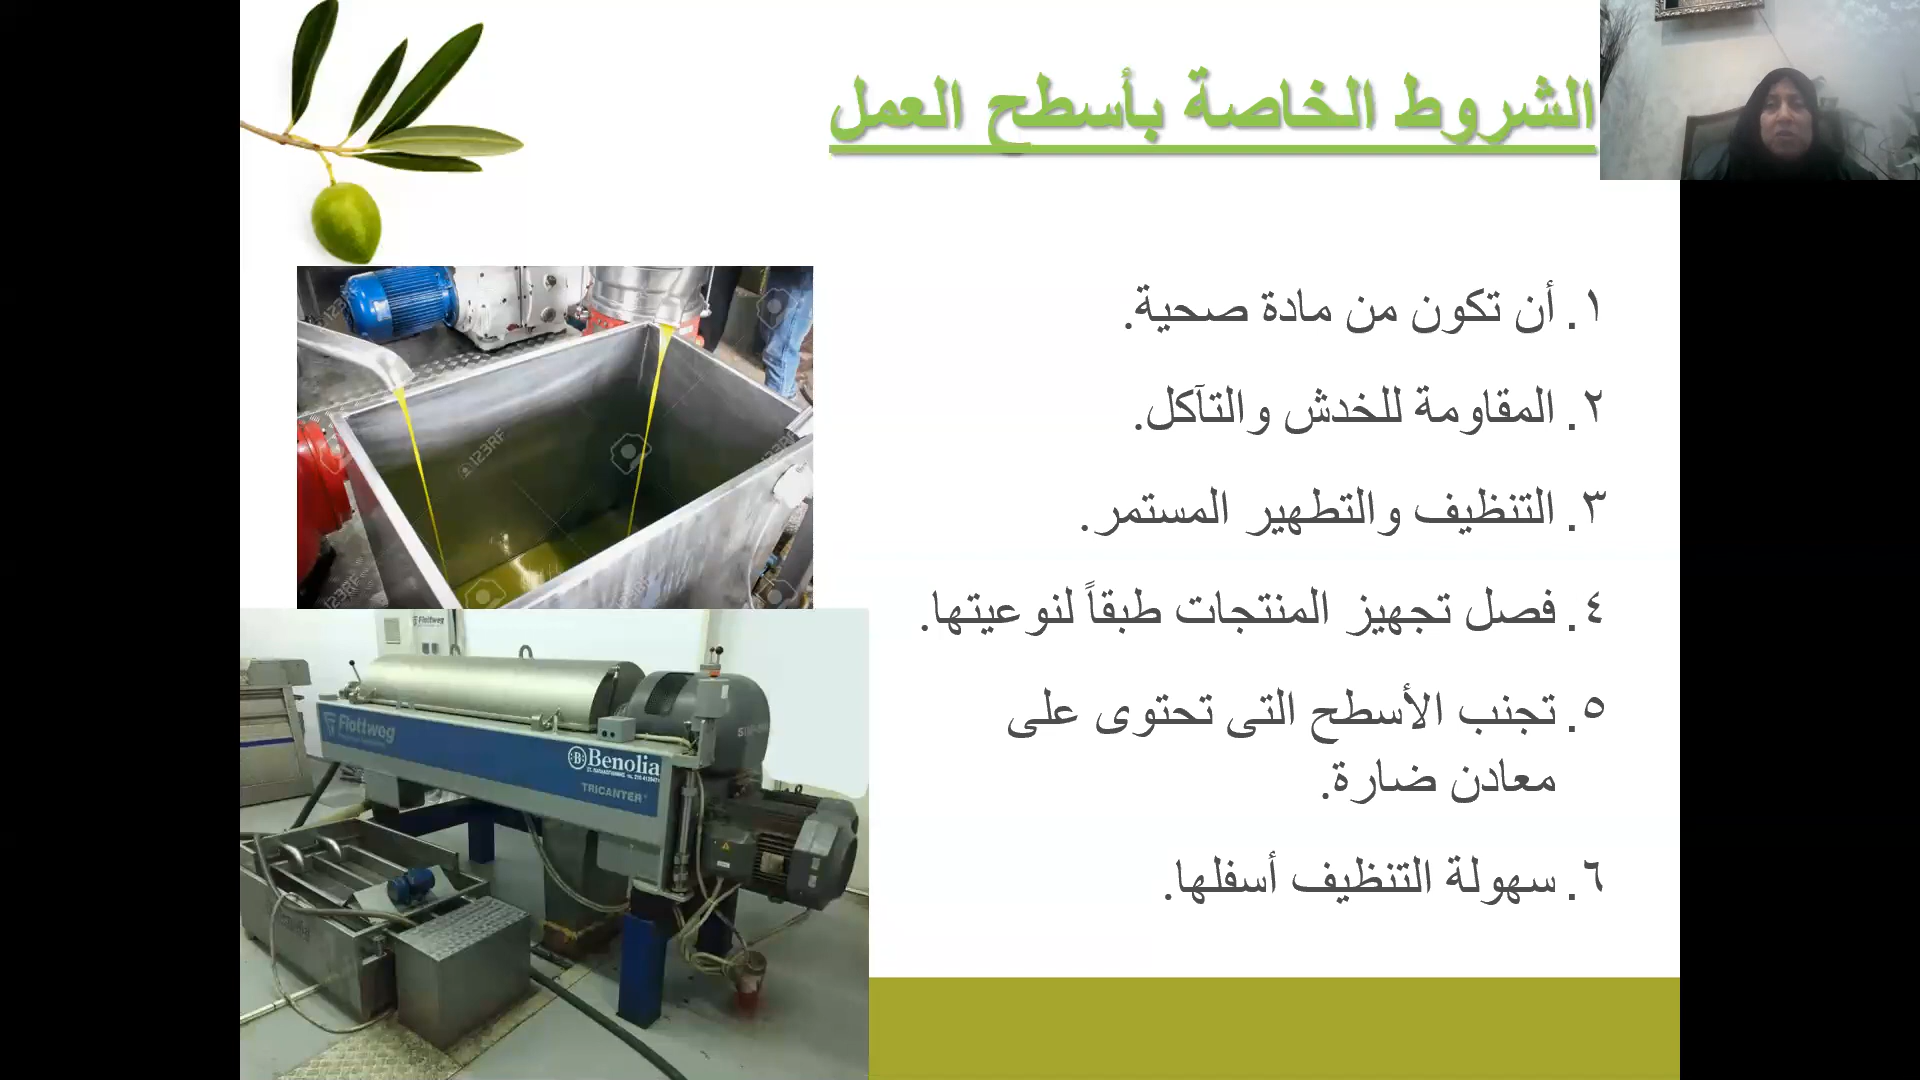 الشروط الخاصة بأسطح العمل
١. أن تكون من مادة صحية.
٢. المقاومة للخدش والتآكل.
٣. التنظيف والتطهير المستمر.
٤. فصل تجهيز المنتجات طبقاً لنوعيتها.
٥. تجنب الأسطح التى تحتوى على
معادن ضارة.
٦. سهولة التنظيف أسفلها.
123RF
Flottweg
Flottweg
Benolia
TRICANTER®